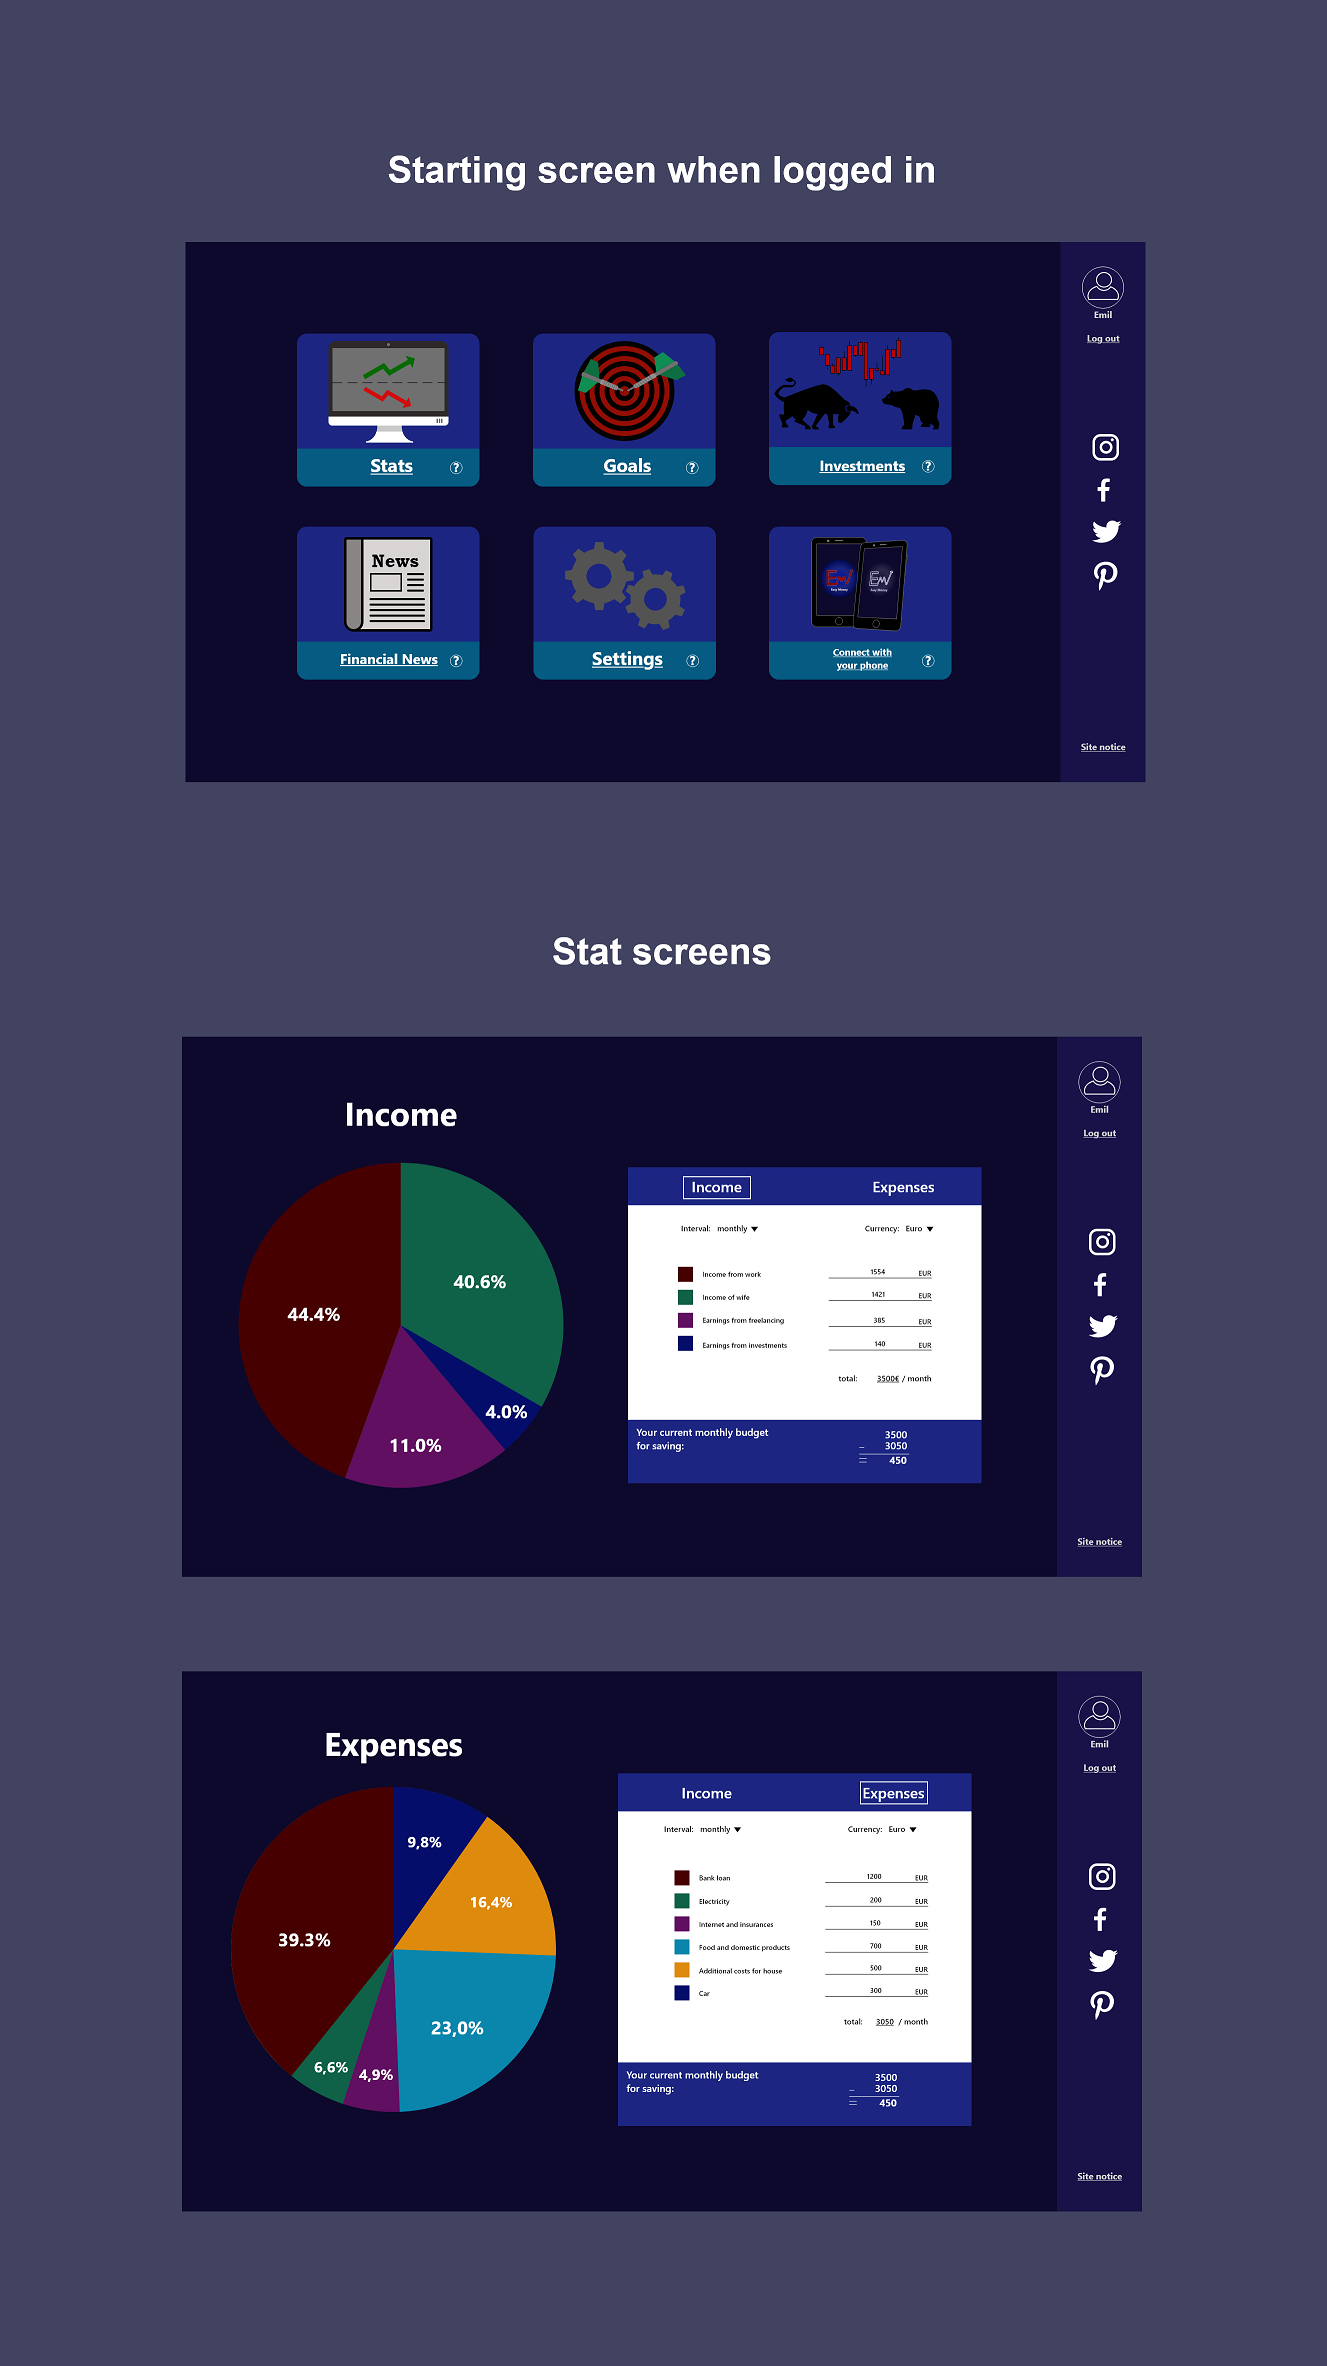 Starting screen when logged in
Emil
Log out
Stats ?
Goals ?
Investments ?
News
EM
Easy Money
EM
Easy Money
Financial News ?
Settings ?
Connect with
your phone ?
Site notice
Stat screens
Emil
Log out
Income
Income Expenses
Interval: monthly Currency: Euro
Income from work 1554 EUR
Income of wife 1421 EUR
Earnings from freelancing 385 EUR
Earnings from investments 140 EUR
total: 3500€ / month
40.6%
44.4%
4.0%
11.0%
Your current monthly budget
for saving:
3500
– 3050
= 450
Site notice
Emil
Log out
Expenses
Income Expenses
Interval: monthly Currency: Euro
Bank loan 1200 EUR
Electricity 200 EUR
Internet and insurances 150 EUR
Food and domestic products 700 EUR
Additional costs for house 500 EUR
Car 300 EUR
total: 3050 / month
9,8%
16,4%
39.3%
23,0%
6,6%
4,9%
Your current monthly budget
for saving:
3500
– 3050
= 450
Site notice